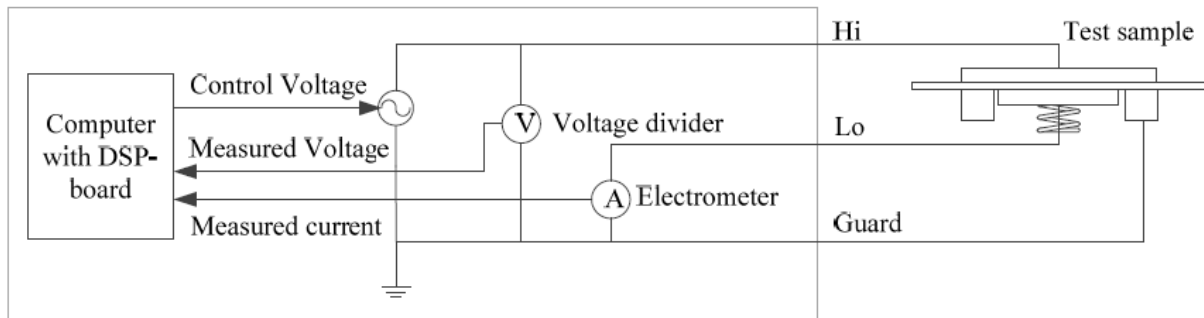 Hi
Test sample
Control Voltage
Computer
with DSP-
board
V
Voltage divider
Lo
Measured Voltage
A
Electrometer
Measured current
Guard